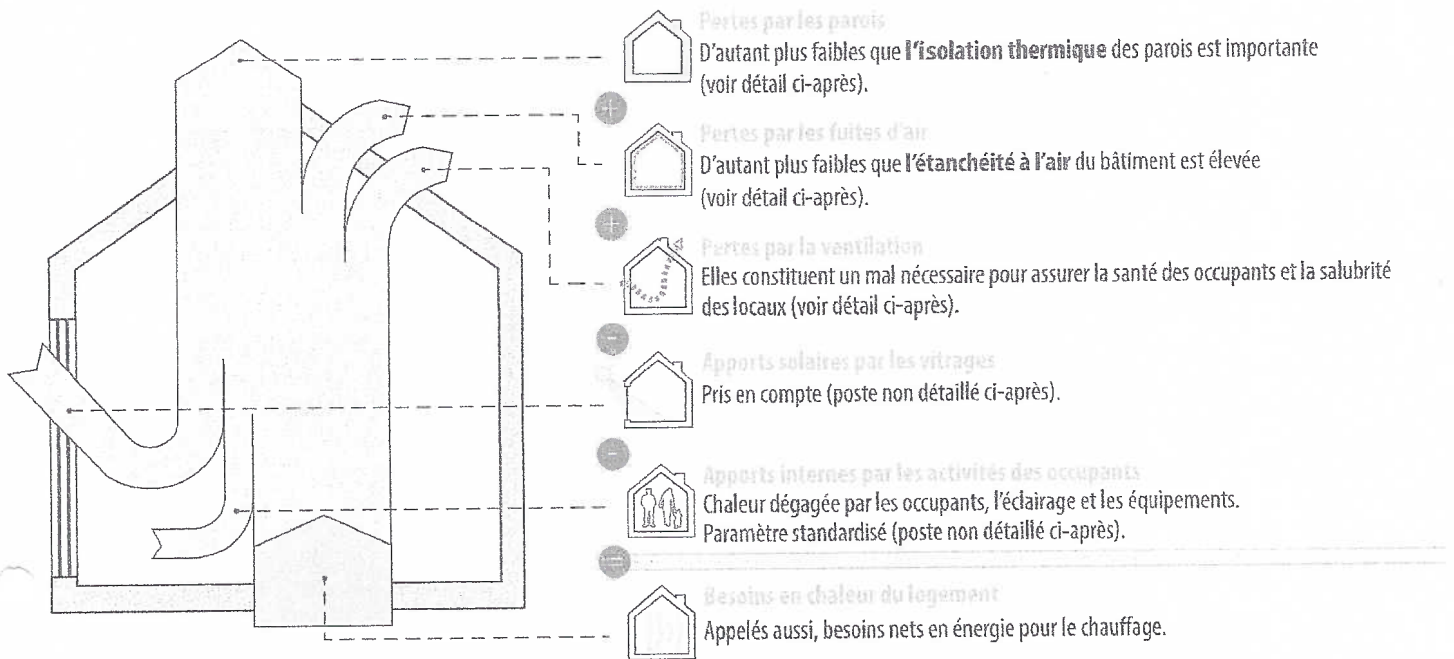 Pertes par les parois
D'autant plus faibles que l'isolation thermique des parois est importante
(voir détail ci-après).
+
Pertes par les fuites d'air
D'autant plus faibles que l'étanchéité à l'air du bâtiment est élevée
(voir détail ci-après).
+
Pertes par la ventilation
Elles constituent un mal nécessaire pour assurer la santé des occupants et la salubrité
des locaux (voir détail ci-après).
-
Apports solaires par les vitrages
Pris en compte (poste non détaillé ci-après).
-
Apports internes par les activités des occupants
Chaleur dégagée par les occupants, l'éclairage et les équipements.
Paramètre standardisé (poste non détaillé ci-après).
=
Besoins en chaleur du logement
Appelés aussi, besoins nets en énergie pour le chauffage.